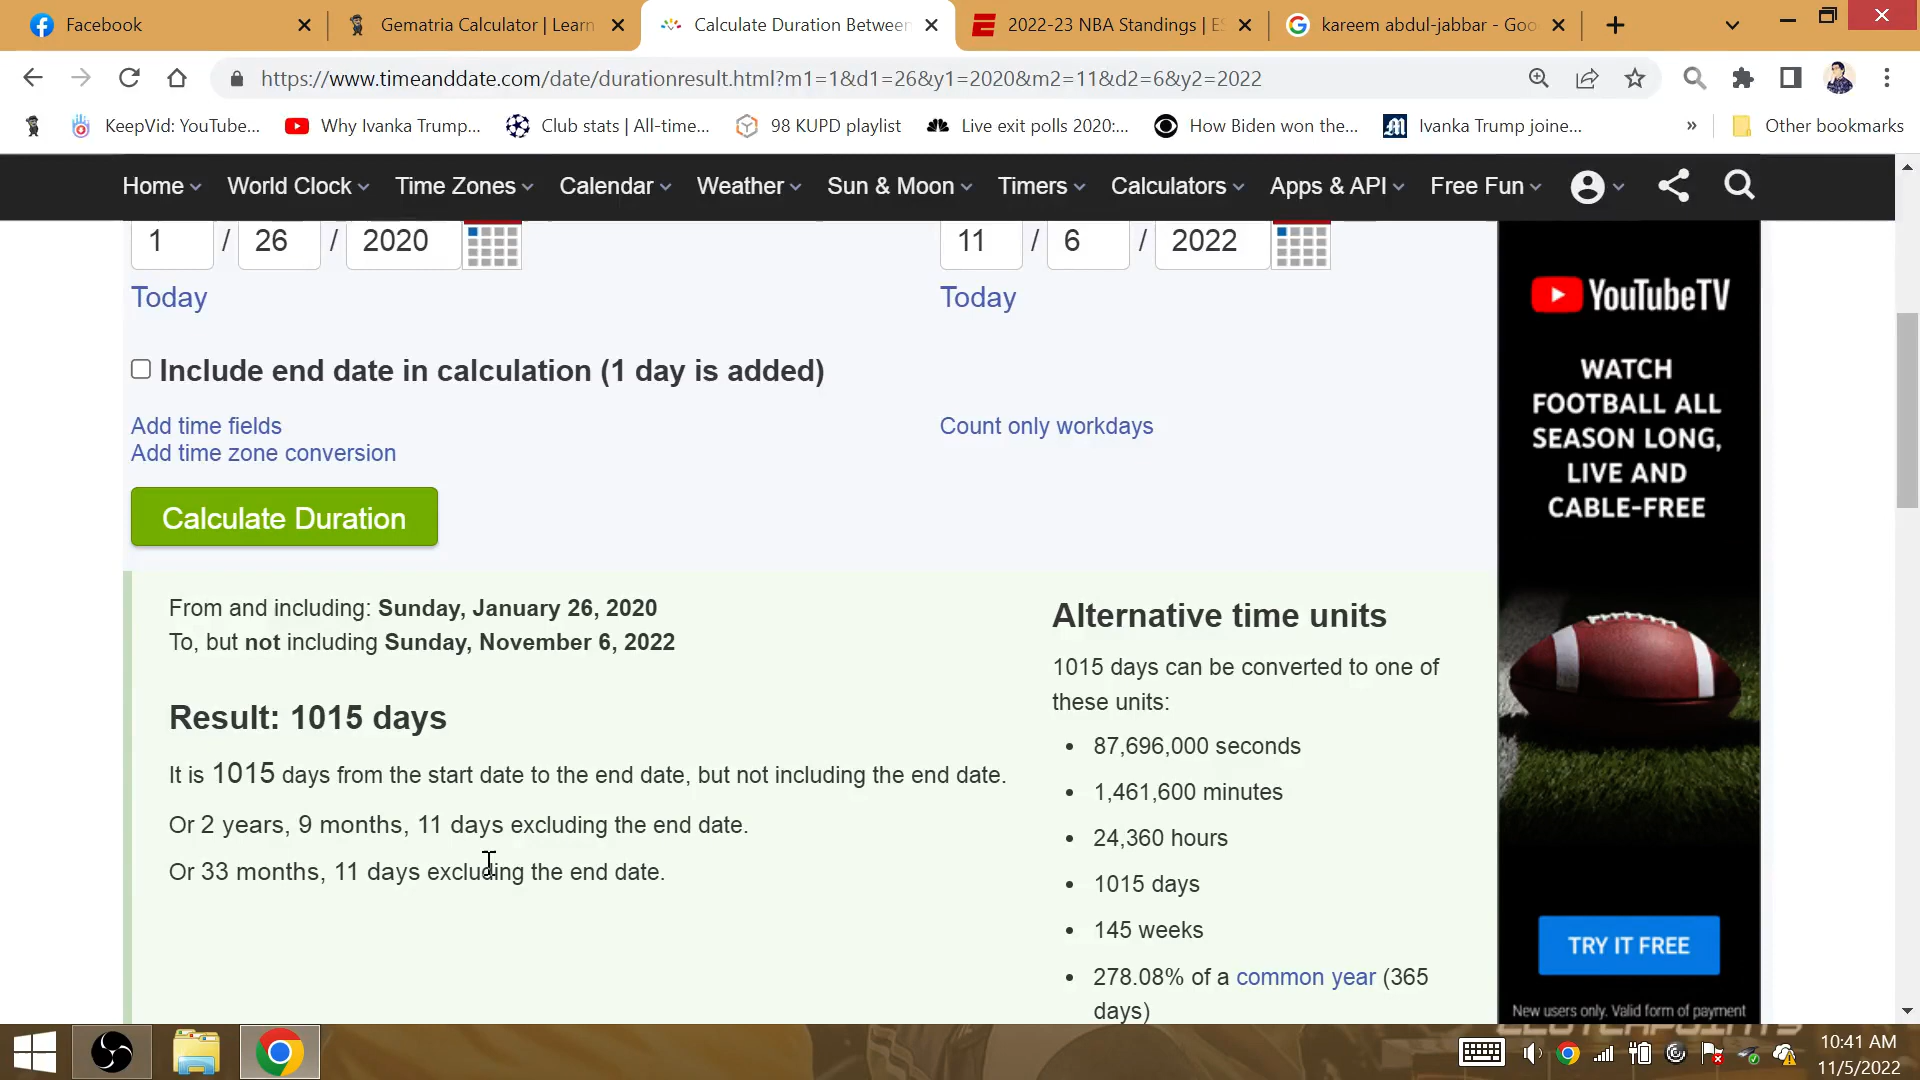 Facebook
Gematria Calculator | Learn
Calculate Duration Between
2022-23 NBA Standings | ES
kareem abdul-jabbar - Goo
https://www.timeanddate.com/date/durationresult.html?m1=1&d1=26&y1=2020&m2=11&d2=6&y2=2022
KeepVid: YouTube...
Why Ivanka Trump...
Club stats | All-time...
98 KUPD playlist
Live exit polls 2020:...
How Biden won the...
Ivanka Trump joine...
»
Other bookmarks
Home
World Clock
Time Zones
Calendar
Weather
Sun & Moon
Timers
Calculators
Apps & API
Free Fun
1 / 26 / 2020
11 / 6 / 2022
Today
Today
Include end date in calculation (1 day is added)
Add time fields
Count only workdays
Add time zone conversion
Calculate Duration
From and including: Sunday, January 26, 2020
To, but not including Sunday, November 6, 2022
Result: 1015 days
It is 1015 days from the start date to the end date, but not including the end date.
Or 2 years, 9 months, 11 days excluding the end date.
Or 33 months, 11 days excluding the end date.
Alternative time units
1015 days can be converted to one of
these units:
• 87,696,000 seconds
• 1,461,600 minutes
• 24,360 hours
• 1015 days
• 145 weeks
• 278.08% of a common year (365
days)
YouTubeTV
WATCH
FOOTBALL ALL
SEASON LONG,
LIVE AND
CABLE-FREE
TRY IT FREE
New users only. Valid form of payment
10:41 AM
11/5/2022